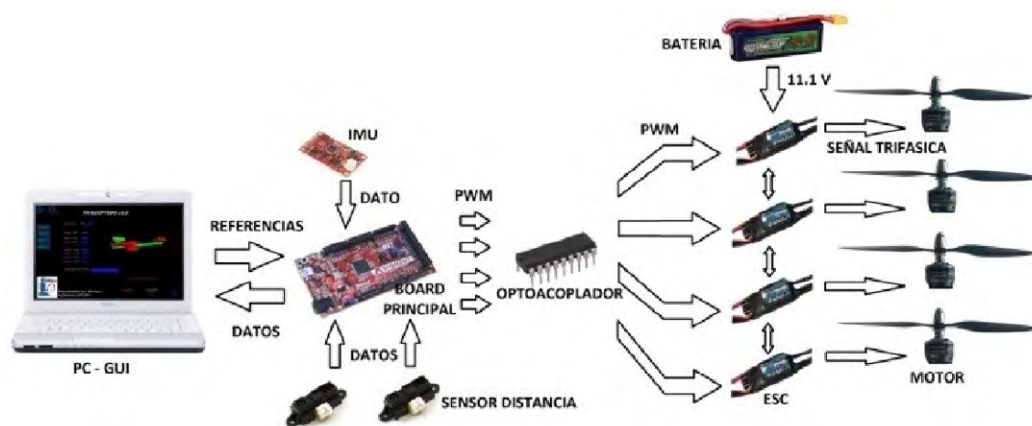 BATERIA
11.1 V
IMU
PWM
SEÑAL TRIFASICA
DATO
PWM
REFERENCIAS
BOARD
PRINCIPAL
OPTOACOPLADOR
DATOS
DATOS
PC - GUI
SENSOR DISTANCIA
ESC
MOTOR